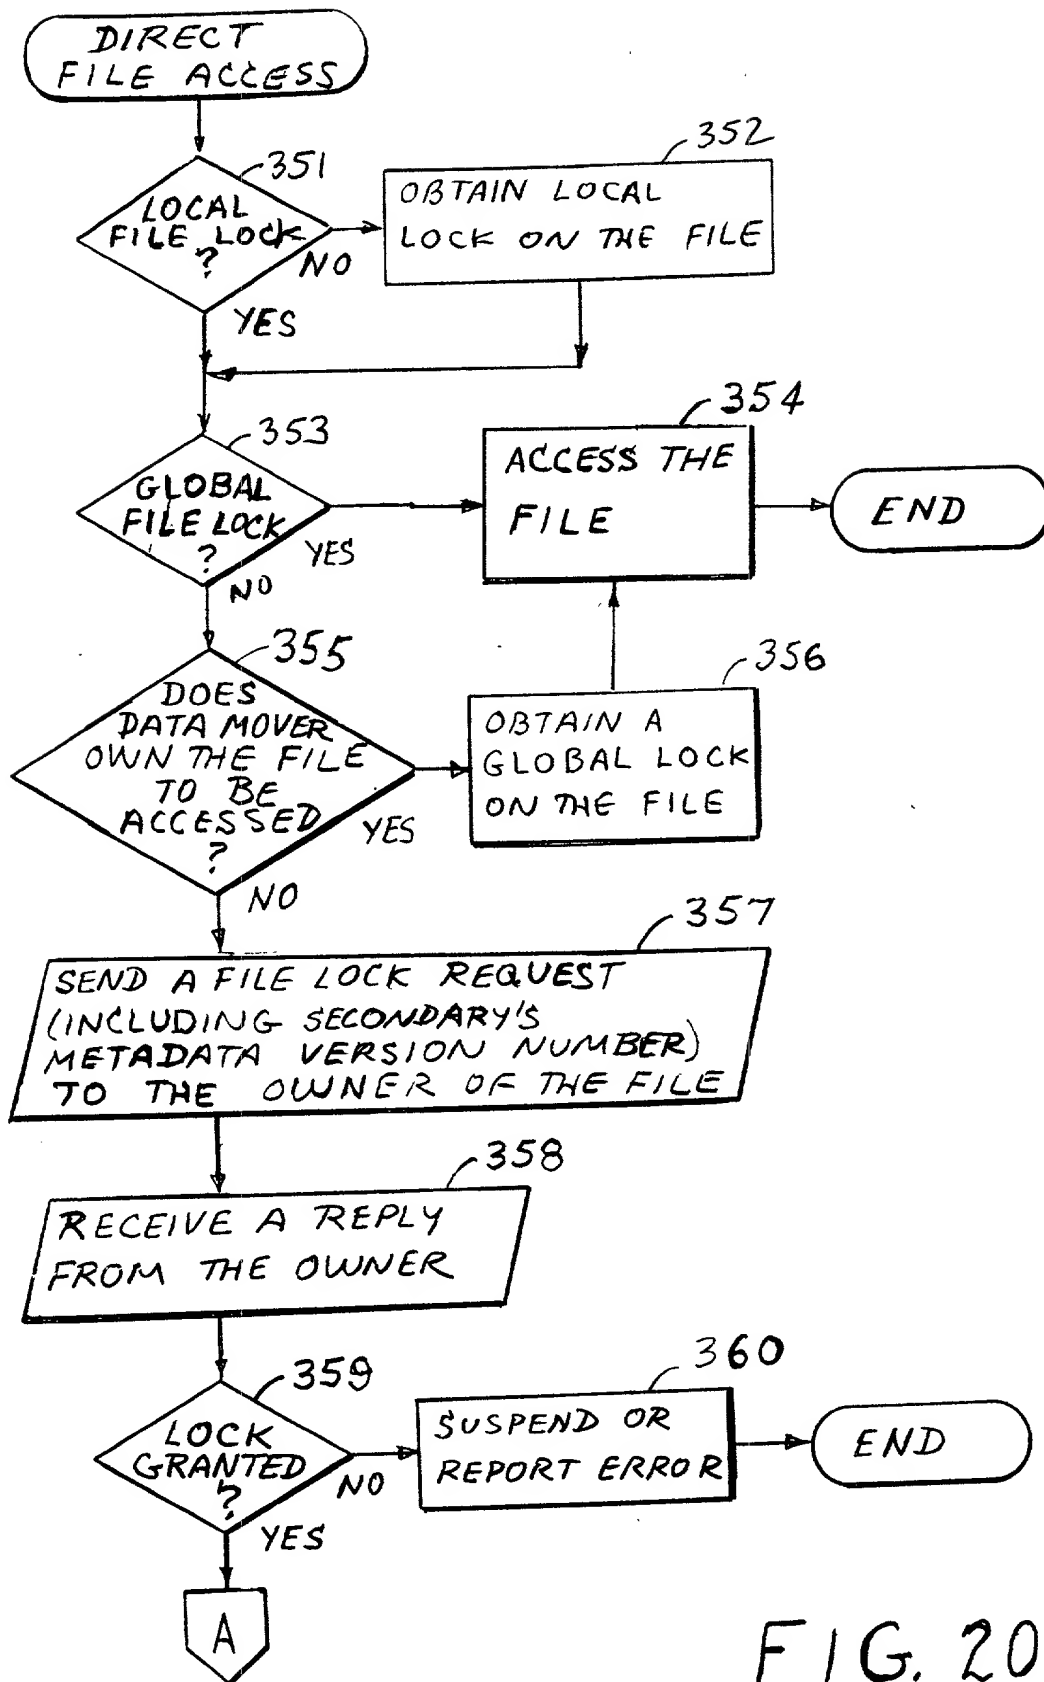 DIRECT
FILE ACCESS
351
LOCAL
FILE LOCK
?
NO
YES
352
OBTAIN LOCAL
LOCK ON THE FILE
353
GLOBAL
FILE LOCK
?
YES
NO
354
ACCESS THE
FILE
END
355
DOES
DATA MOVER
OWN THE FILE
TO BE
ACCESSED
?
YES
NO
356
OBTAIN A
GLOBAL LOCK
ON THE FILE
357
SEND A FILE LOCK REQUEST
(INCLUDING SECONDARY'S
METADATA VERSION NUMBER)
TO THE OWNER OF THE FILE
358
RECEIVE A REPLY
FROM THE OWNER
359
LOCK
GRANTED
?
NO
YES
360
SUSPEND OR
REPORT ERROR
END
A
FIG. 20